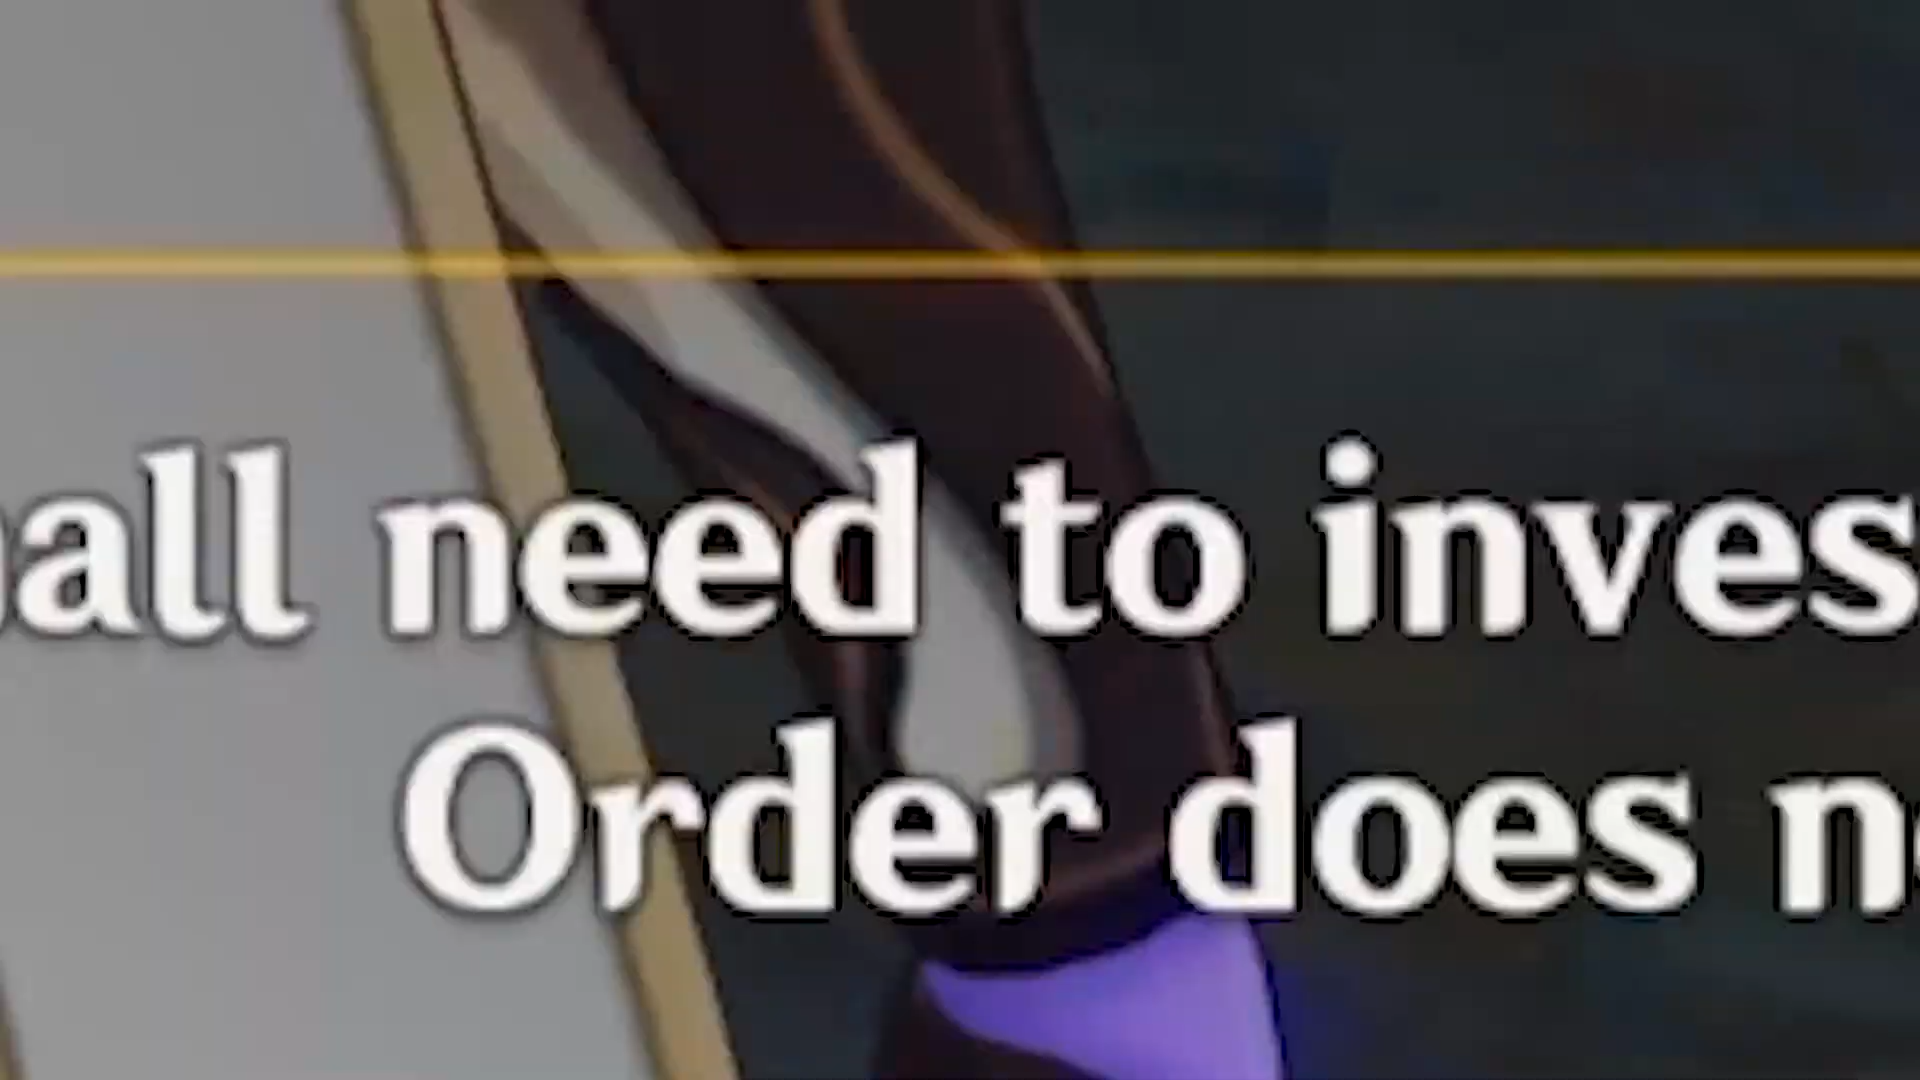 all need to inves
Order does n